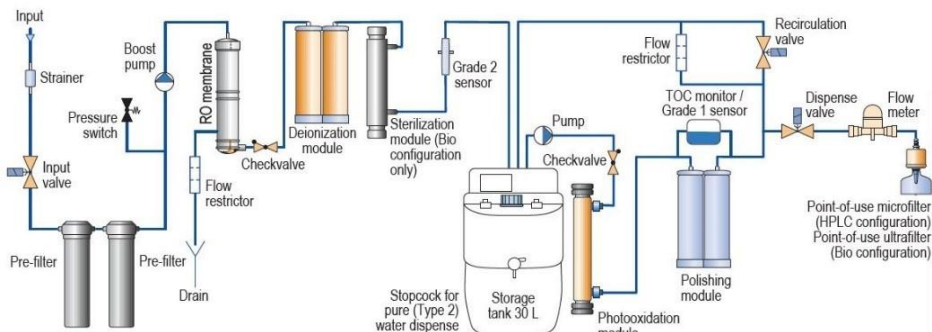 Input
Strainer
Pressure
switch
Input
valve
Pre-filter
Pre-filter
Boost
pump
RO membrane
Flow
restrictor
Drain
Checkvalve
Deionization
module
Sterilization
module (Bio
configuration
only)
Grade 2
sensor
Stopcock for
pure (Type 2)
water dispense
Storage
tank 30 L
Pump
Checkvalve
Photooxidation
Flow
restrictor
TOC monitor /
Grade 1 sensor
Polishing
module
Recirculation
valve
Dispense
valve
Flow
meter
Point-of-use microfilter
(HPLC configuration)
Point-of-use ultrafilter
(Bio configuration)